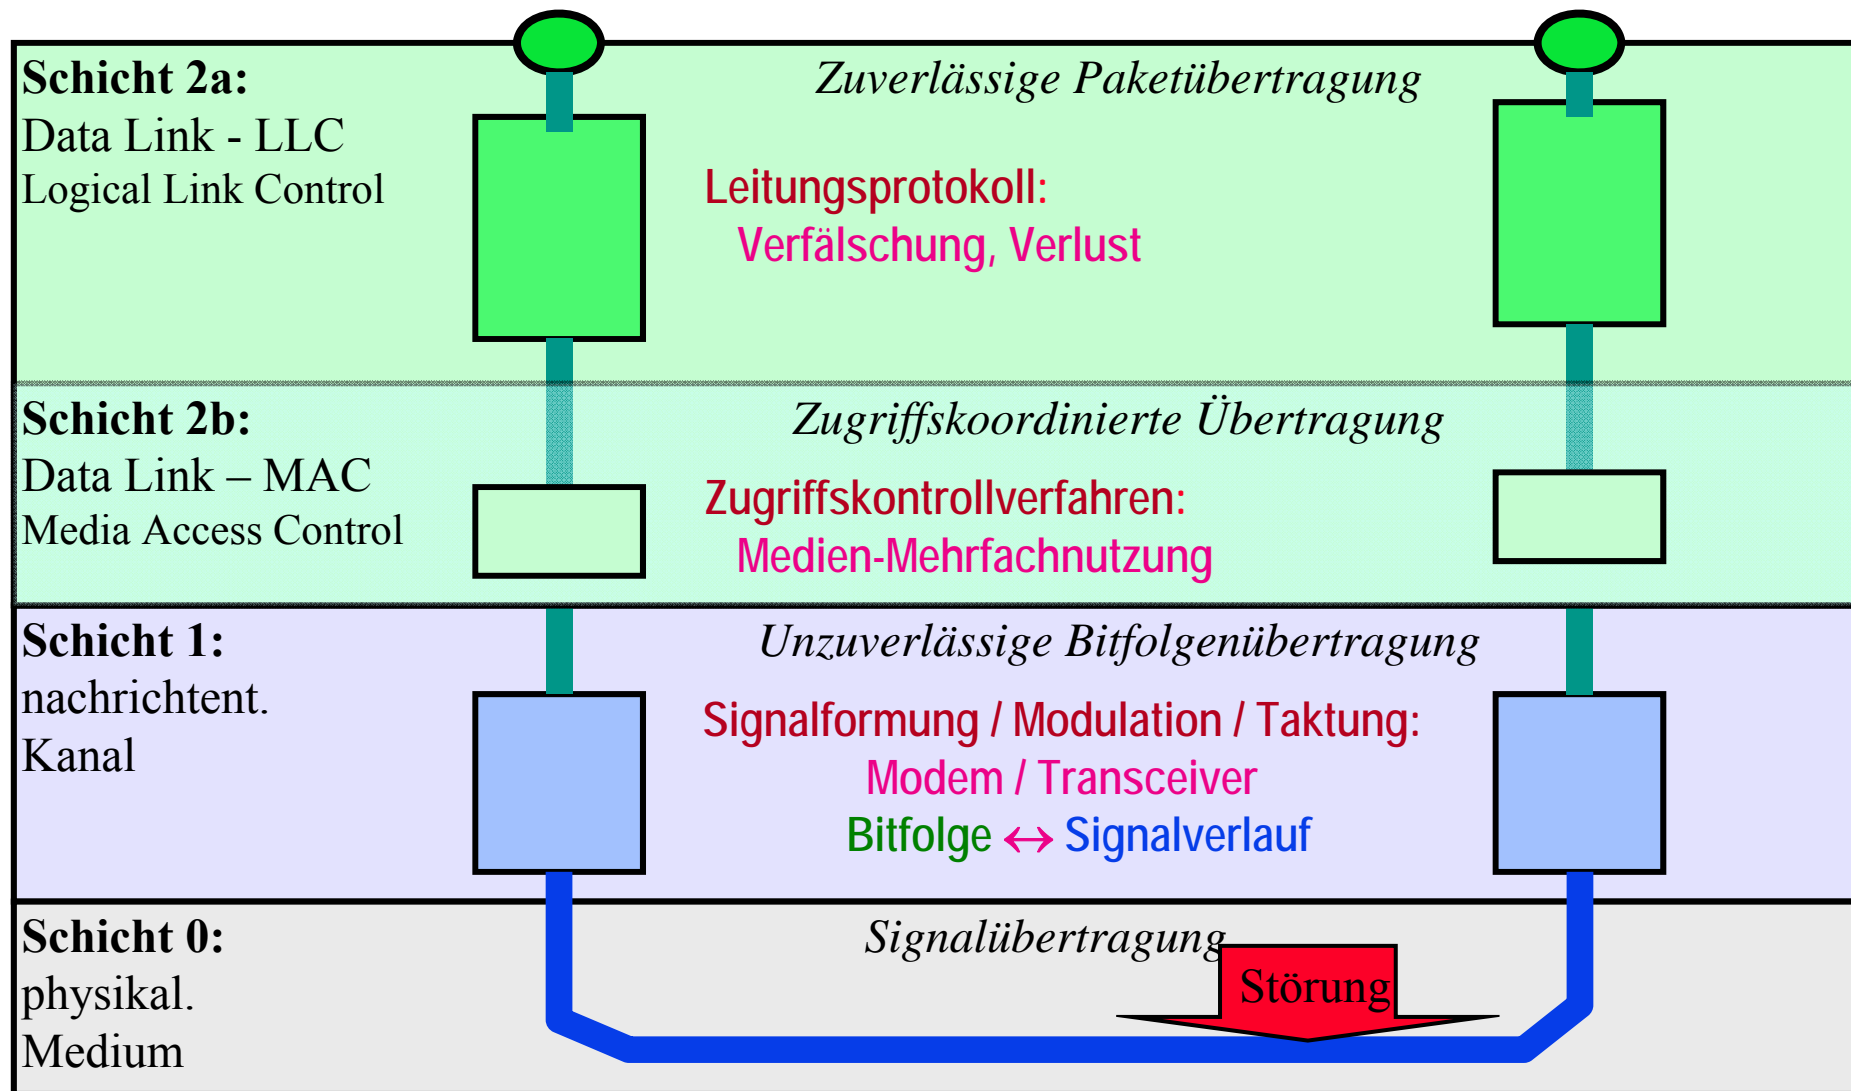 Schicht 2a:
Zuverlässige Paketübertragung
Data Link - LLC
Logical Link Control
Leitungsprotokoll:
Verfälschung, Verlust
Schicht 2b:
Zugriffskoordinierte Übertragung
Data Link – MAC
Media Access Control
Zugriffskontrollverfahren:
Medien-Mehrfachnutzung
Schicht 1:
Unzuverlässige Bitfolgenübertragung
nachrichtent.
Kanal
Signalformung / Modulation / Taktung:
Modem / Transceiver
Bitfolge ↔ Signalverlauf
Schicht 0:
Signalübertragung
physikal.
Medium
Störung